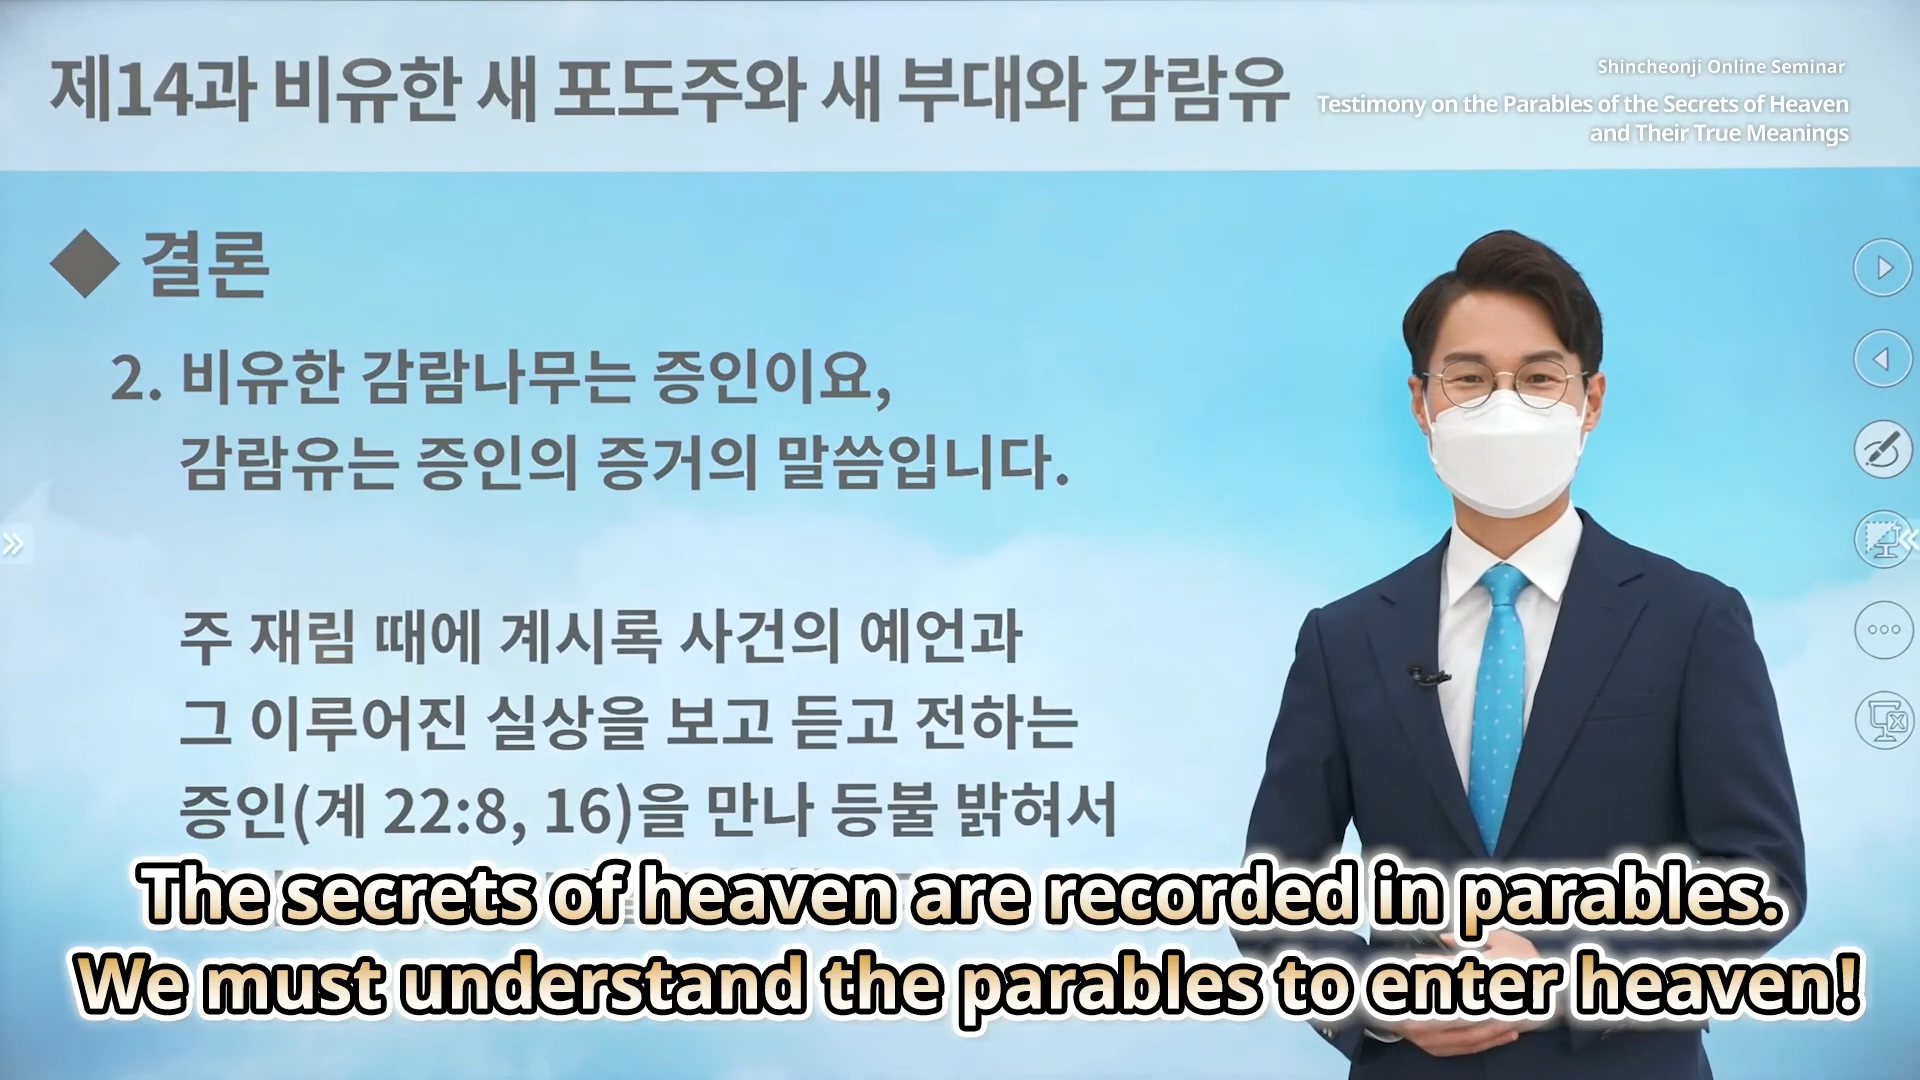 제14과 비유한 새 포도주와 새 부대와 감람유
Shincheonji Online Seminar
Testimony on the Parables of the Secrets of Heaven
and Their True Meanings
◆ 결론
2. 비유한 감람나무는 증인이요,
감람유는 증인의 증거의 말씀입니다.
주 재림 때에 계시록 사건의 예언과
그 이루어진 실상을 보고 듣고 전하는
증인(계 22:8, 16)을 만나 등불 밝혀서
The secrets of heaven are recorded in parables.
We must understand the parables to enter heaven!